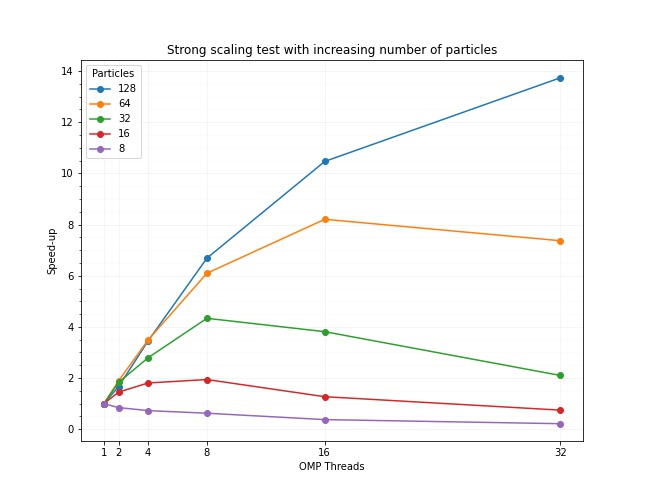 Strong scaling test with increasing number of particles
Particles
128
64
32
16
8
14
12
10
8
6
4
2
0
Speed-up
1 2 4 8 16 32
OMP Threads